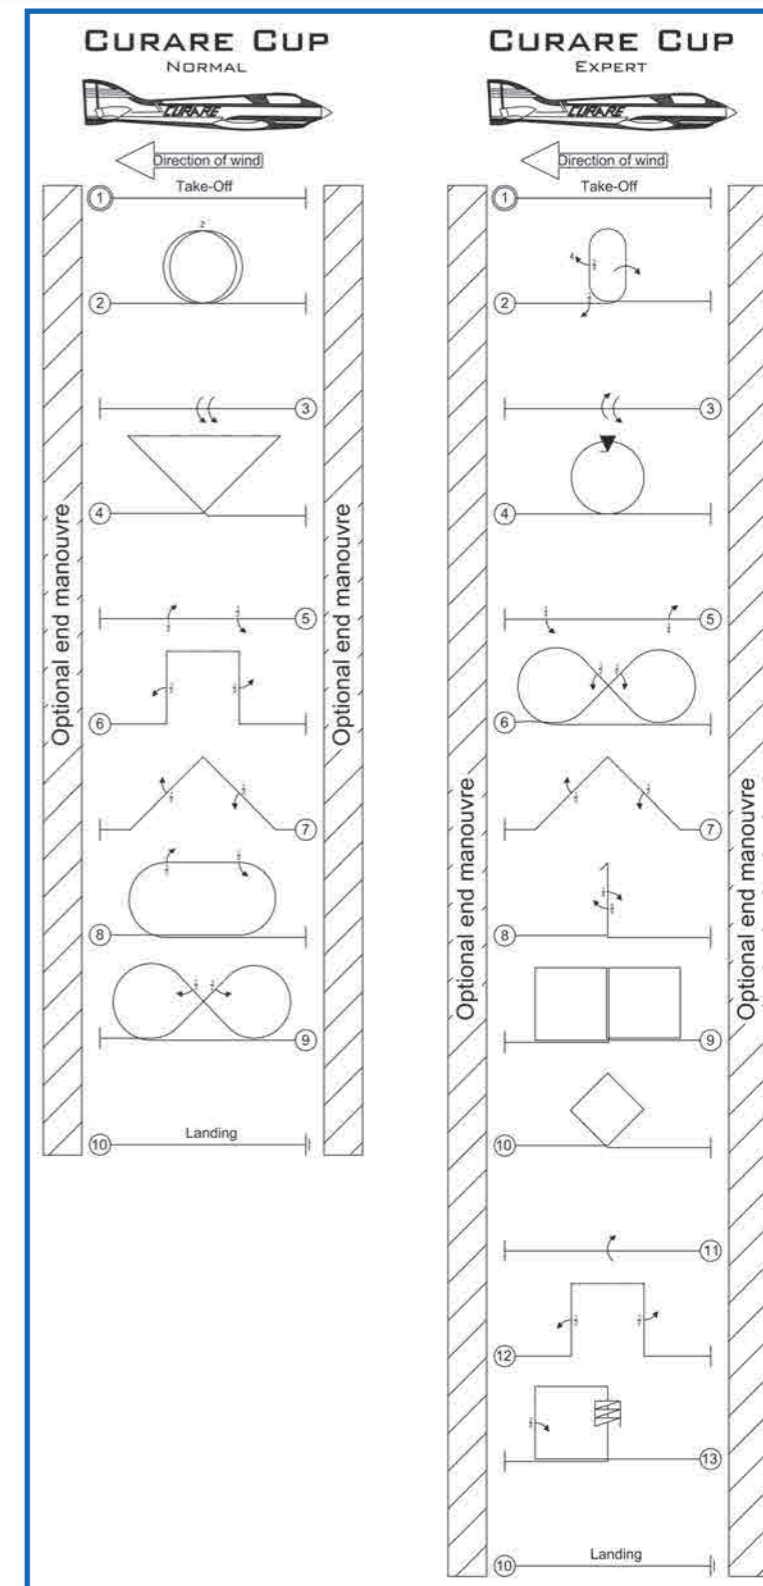 CURARE CUP
NORMAL
CURARE
Direction of wind
Take-Off
1
2
2
3
4
5
6
7
8
9
Landing
10
Optional end manouvre
Optional end manouvre
CURARE CUP
EXPERT
CURARE
Direction of wind
Take-Off
1
2
3
4
5
6
7
8
9
10
11
12
13
Landing
10
Optional end manouvre
Optional end manouvre